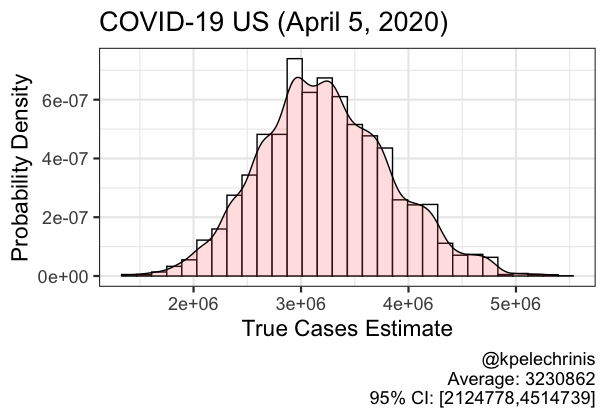 COVID-19 US (April 5, 2020)
Probability Density
6e-07
4e-07
2e-07
0e+00
2e+06 3e+06 4e+06 5e+06
True Cases Estimate
@kpelechrinis
Average: 3230862
95% CI: [2124778,4514739]